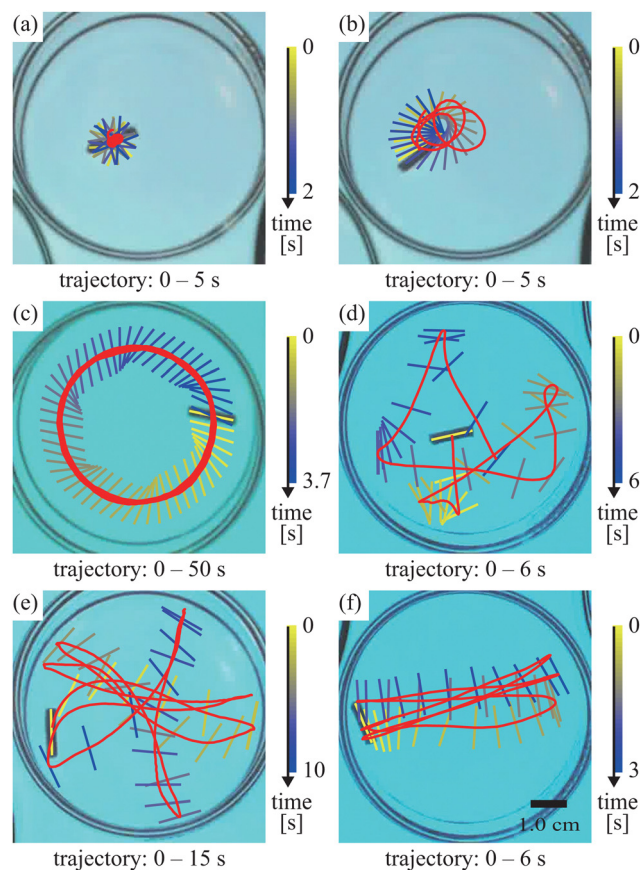 (a)
0
2
time
[s]
trajectory: 0 – 5 s
(b)
0
2
time
[s]
trajectory: 0 – 5 s
(c)
0
3.7
time
[s]
trajectory: 0 – 50 s
(d)
0
6
time
[s]
trajectory: 0 – 6 s
(e)
0
10
time
[s]
trajectory: 0 – 15 s
(f)
0
3
time
[s]
1.0 cm
trajectory: 0 – 6 s